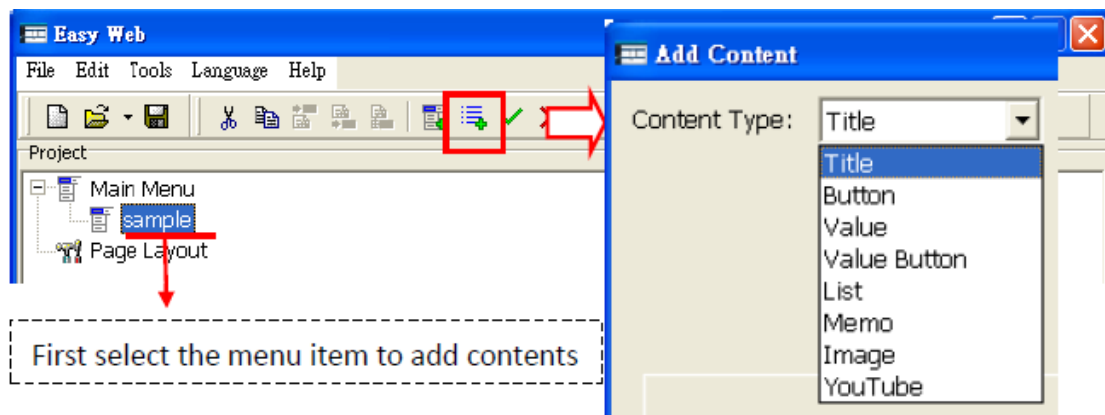 Easy Web
File Edit Tools Language Help
Project
Main Menu
sample
Page Layout
First select the menu item to add contents
Add Content
Content Type: Title
Title
Button
Value
Value Button
List
Memo
Image
YouTube